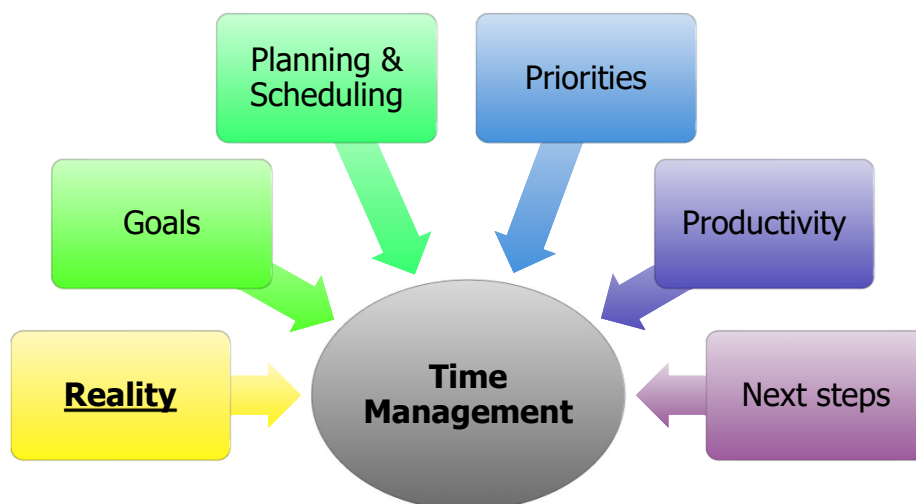 Planning &
Scheduling
Priorities
Goals
Productivity
Reality
Time
Management
Next steps